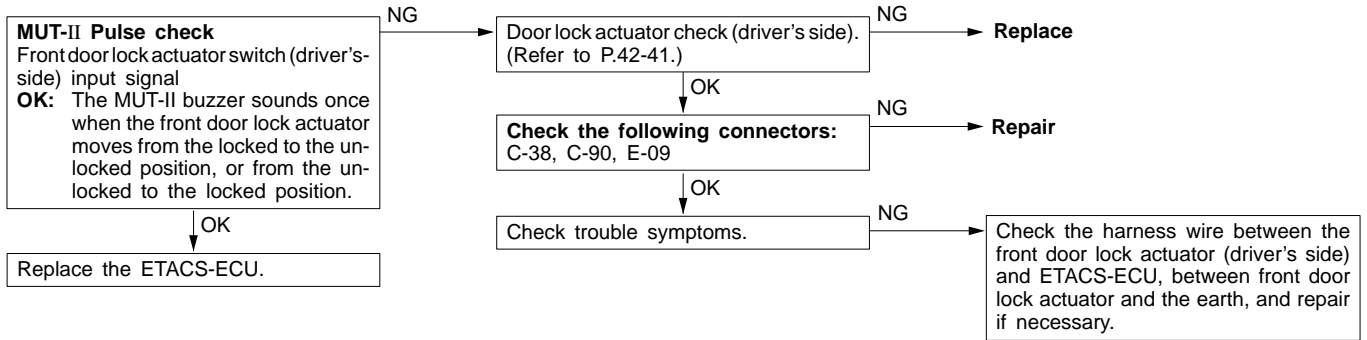 MUT-II Pulse check
Front door lock actuator switch (driver's-
side) input signal
OK: The MUT-II buzzer sounds once
when the front door lock actuator
moves from the locked to the un-
locked position, or from the un-
locked to the locked position.
NG
OK
Replace the ETACS-ECU.
Door lock actuator check (driver's side).
(Refer to P.42-41.)
NG
Replace
OK
Check the following connectors:
C-38, C-90, E-09
NG
Repair
OK
Check trouble symptoms.
NG
Check the harness wire between the
front door lock actuator (driver's side)
and ETACS-ECU, between front door
lock actuator and the earth, and repair
if necessary.